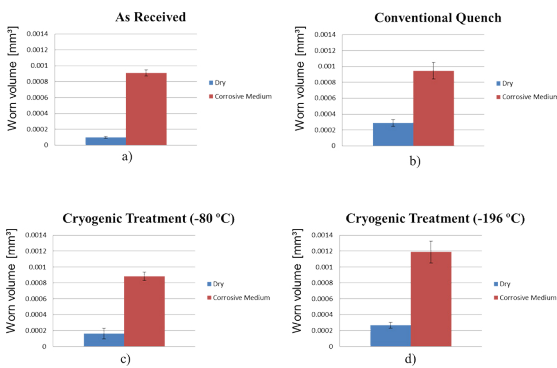 As Received
Worn volume [mm³]
0.0014
0.0012
0.001
0.0008
0.0006
0.0004
0.0002
0
Dry
Corrosive Medium
a)
Conventional Quench
Worn volume [mm³]
0.0014
0.0012
0.001
0.0008
0.0006
0.0004
0.0002
0
Dry
Corrosive Medium
b)
Cryogenic Treatment (-80 ºC)
Worn volume [mm³]
0.0014
0.0012
0.001
0.0008
0.0006
0.0004
0.0002
0
Dry
Corrosive Medium
c)
Cryogenic Treatment (-196 ºC)
Worn volume [mm³]
0.0014
0.0012
0.001
0.0008
0.0006
0.0004
0.0002
0
Dry
Corrosive Medium
d)